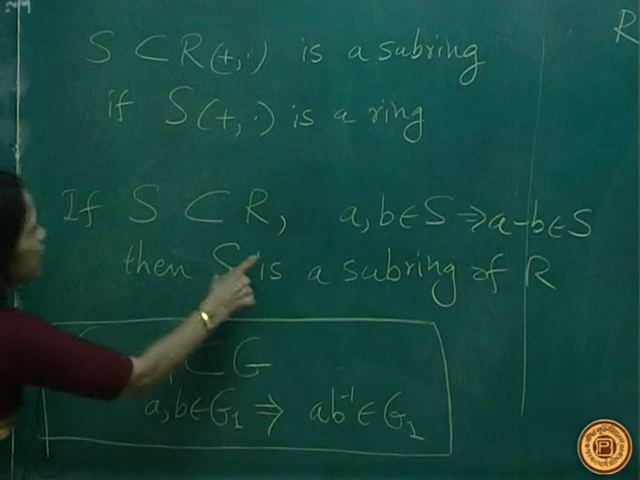 S ⊂ R(+,·) is a subring
if S(+,·) is a ring
If S ⊂ R, a,b∈S ⇒ a-b∈S
then S is a subring of R
⊂ G
a,b∈G₁ ⇒ ab⁻¹∈G₁
R